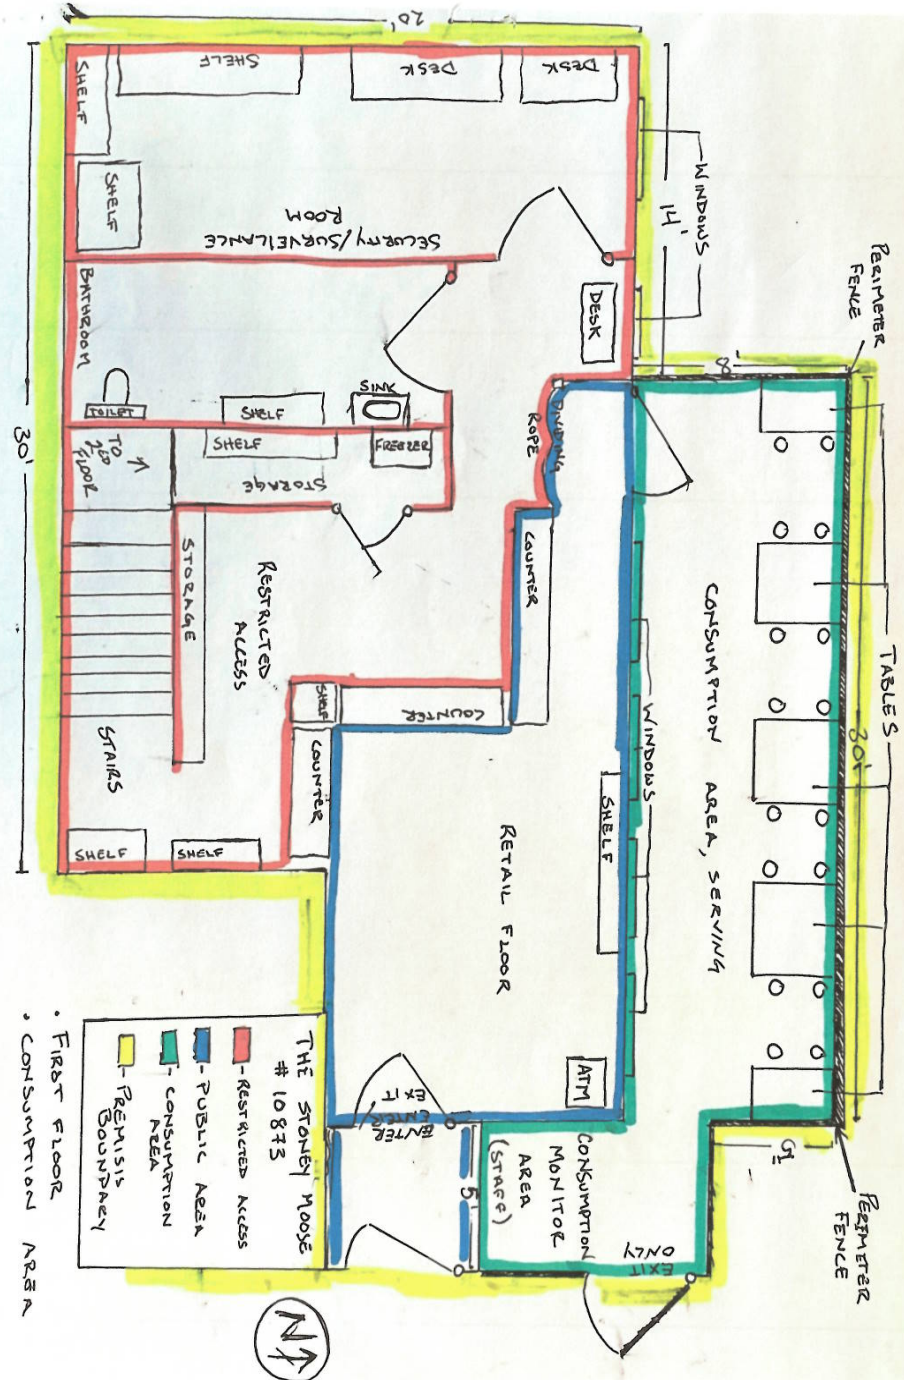 20'
SHELF
DESK
DESK
SHELF
SHELF
SECURITY/SURVEILANCE
ROOM
WINDOWS
14'
PERIMETER
FENCE
DESK
8'
BATHROOM
TOILET
SINK
SHELF
DIVIDING
ROPE
30'
TO
2ND
FLOOR
SHELF
FREEZER
STORAGE
STORAGE
RESTRICTED
ACCESS
COUNTER
CONSUMPTION AREA, SERVING
TABLES
30'
WINDOWS
STAIRS
SHELF
COUNTER
COUNTER
SHELF
SHELF
SHELF
RETAIL FLOOR
ATM
EXIT
ENTER
ENTER
5'
CONSUMPTION
MONITOR
AREA
(STAFF)
EXIT
ONLY
PERIMETER
FENCE
THE STONEY MOOSE
# 10873
- RESTRICTED ACCESS
- PUBLIC AREA
- CONSUMPTION
AREA
- PREMISIS
BOUNDARY
• FIRST FLOOR
• CONSUMPTION AREA
N